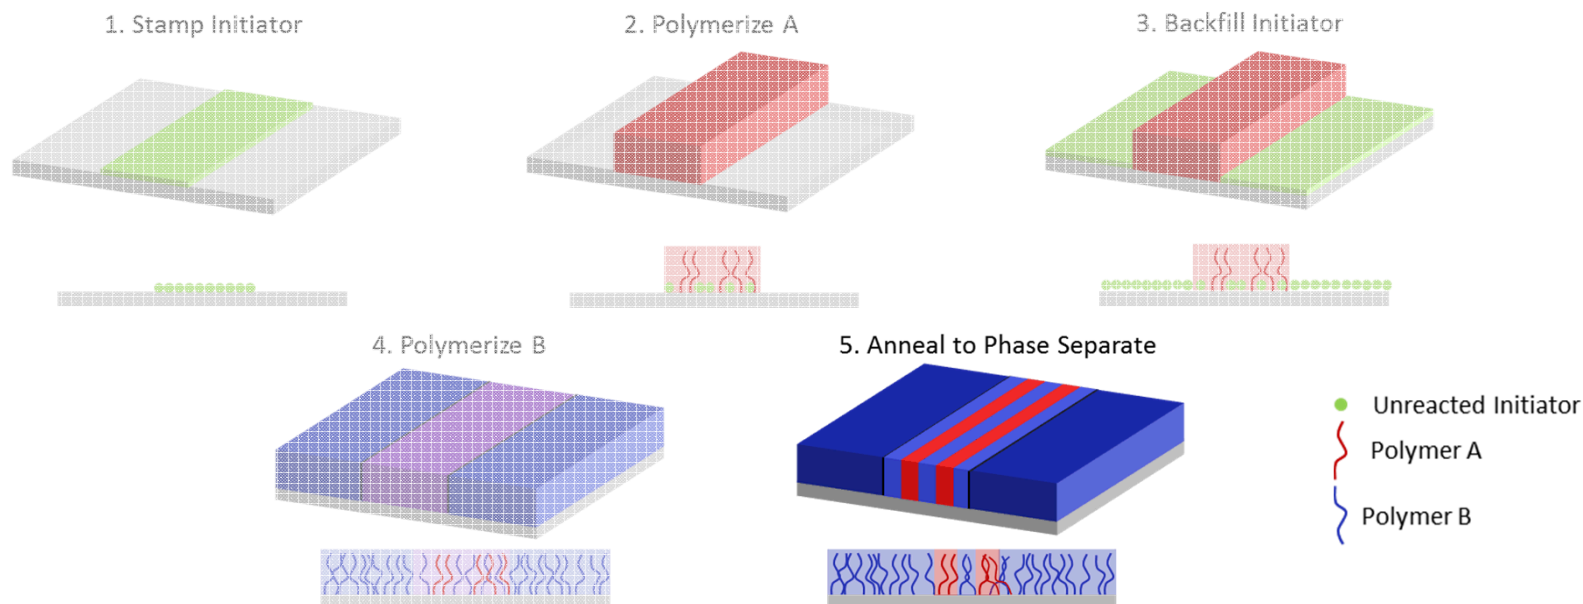 1. Stamp Initiator
2. Polymerize A
3. Backfill Initiator
4. Polymerize B
5. Anneal to Phase Separate
Unreacted Initiator
Polymer A
Polymer B